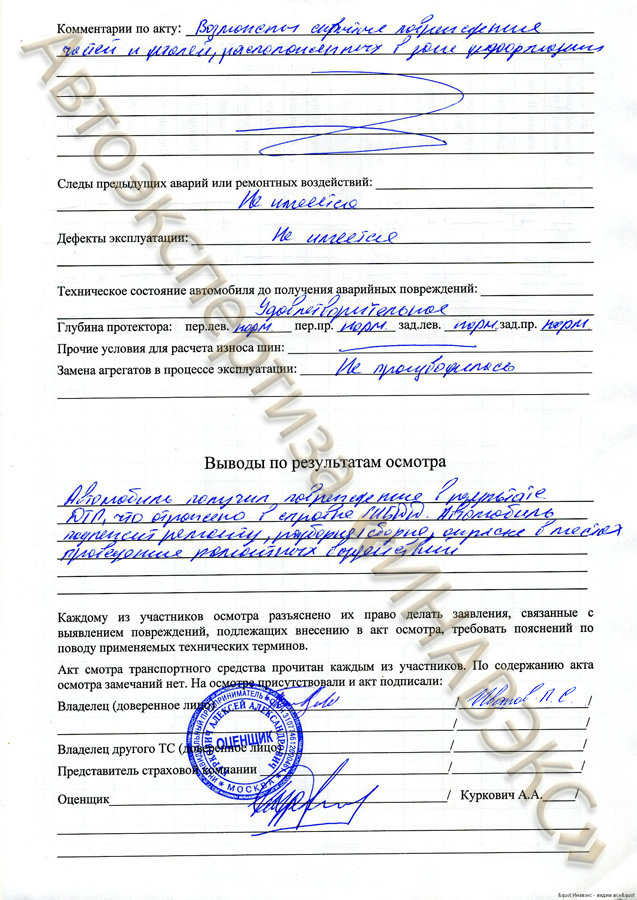 Комментарии по акту: Возможны скрытые повреждения
частей и деталей, расположенных в зоне деформации
Следы предыдущих аварий или ремонтных воздействий:
Не имеется
Дефекты эксплуатации: Не имеется
Техническое состояние автомобиля до получения аварийных повреждений:
Удовлетворительное
Глубина протектора: пер.лев. норм пер.пр. норм зад.лев. норм зад.пр. норм
Прочие условия для расчета износа шин:
Замена агрегатов в процессе эксплуатации: Не производилась
Выводы по результатам осмотра
Автомобиль получил повреждение в результате
ДТП, что отражено в справке ГИБДД. Автомобиль
подлежит ремонту, разборке/сборке, окраске в местах
проведения ремонтных воздействий
Каждому из участников осмотра разъяснено их право делать заявления, связанные с
выявлением повреждений, подлежащих внесению в акт осмотра, требовать пояснений по
поводу применяемых технических терминов.
Акт смотра транспортного средства прочитан каждым из участников. По содержанию акта
осмотра замечаний нет. На осмотре присутствовали и акт подписали:
Владелец (доверенное лицо) / /
/ /
Владелец другого ТС (доверенное лицо) / /
Представитель страховой компании / /
Оценщик / Куркович А.А. /
ИНДИВИДУАЛЬНЫЙ ПРЕДПРИНИМАТЕЛЬ
КУРКОВИЧ АЛЕКСЕЙ АЛЕКСАНДРОВИЧ
ОЦЕНЩИК
МОСКВА
Автоэкспертиза «ИНАВЭКС»
&quot;Инавэкс - видим все&quot;